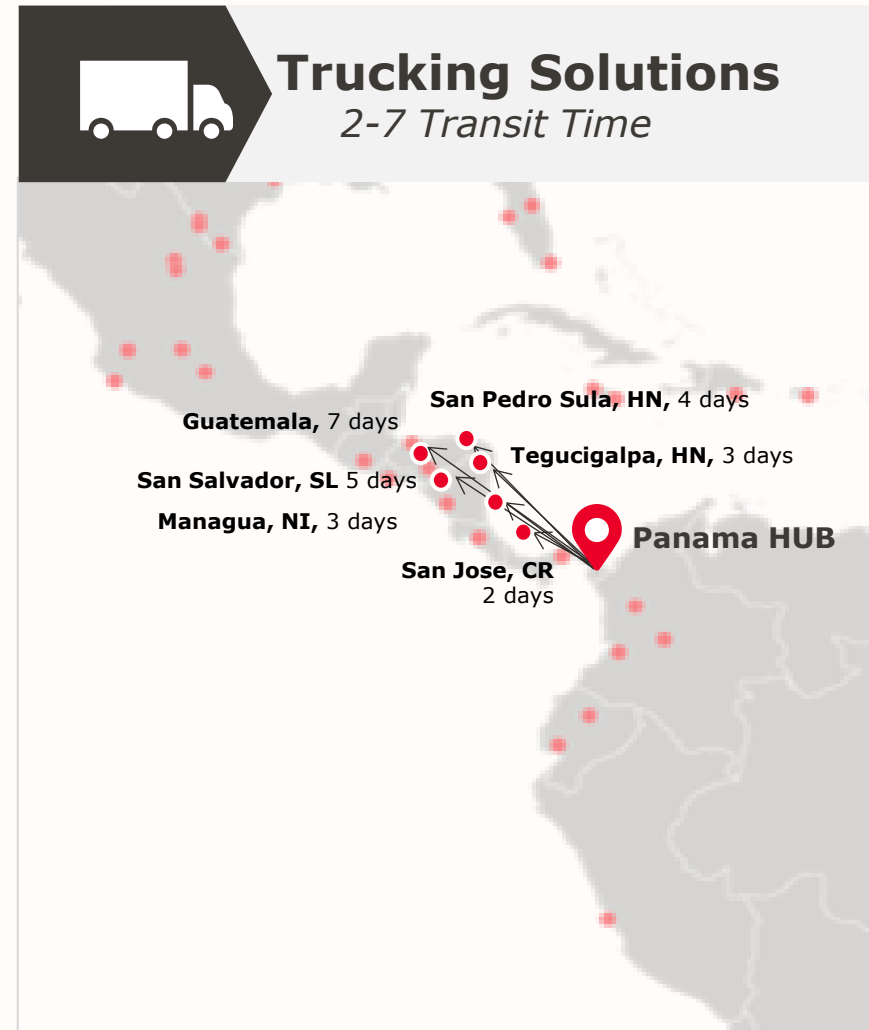 Trucking Solutions
2-7 Transit Time
San Pedro Sula, HN, 4 days
Guatemala, 7 days
Tegucigalpa, HN, 3 days
San Salvador, SL 5 days
Managua, NI, 3 days
Panama HUB
San Jose, CR
2 days